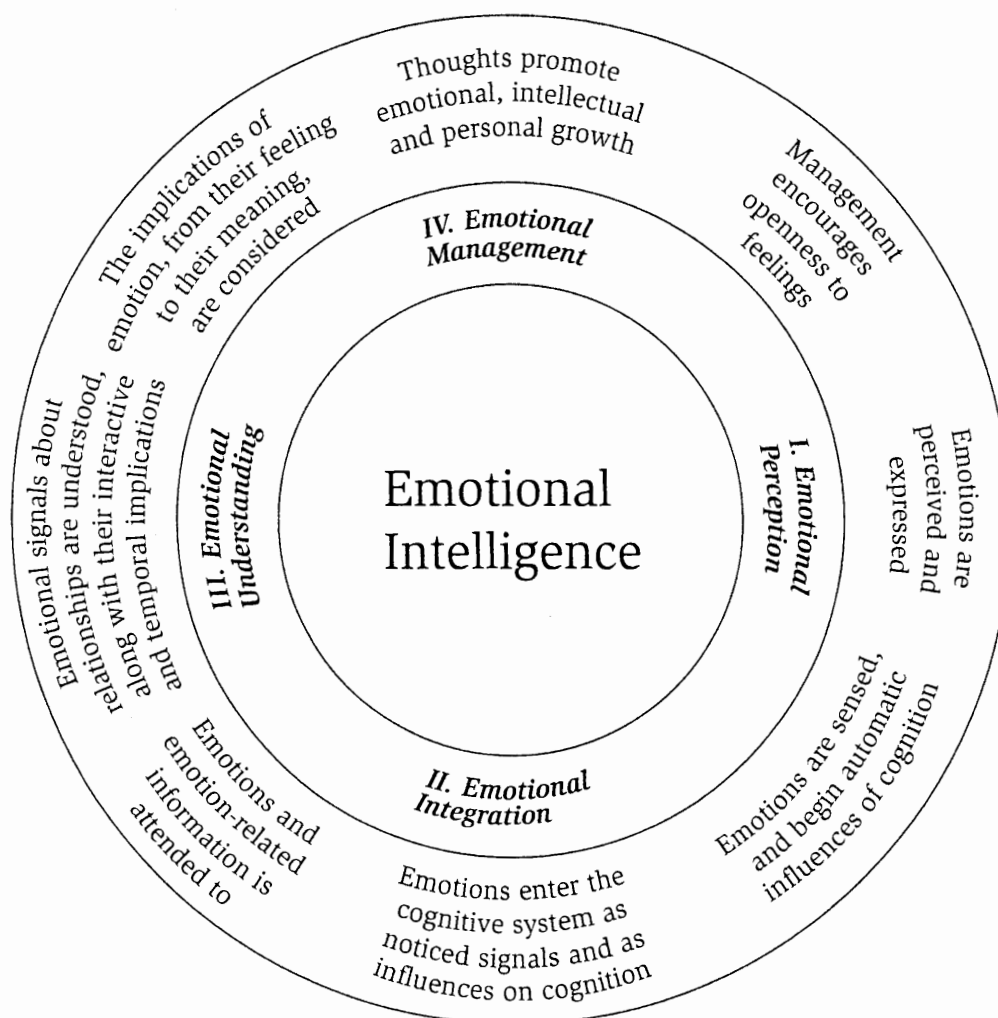 Thoughts promote
emotional, intellectual
and personal growth
Management
encourages
openness to
feelings
Emotions are
perceived and
expressed
Emotions are sensed,
and begin automatic
influences of cognition
Emotions enter the
cognitive system as
noticed signals and as
influences on cognition
Emotions and
emotion-related
information is
attended to
Emotional signals about
relationships are understood,
along with their interactive
and temporal implications
The implications of
emotion, from their feeling
to their meaning,
are considered
IV. Emotional
Management
I. Emotional
Perception
II. Emotional
Integration
III. Emotional
Understanding
Emotional
Intelligence